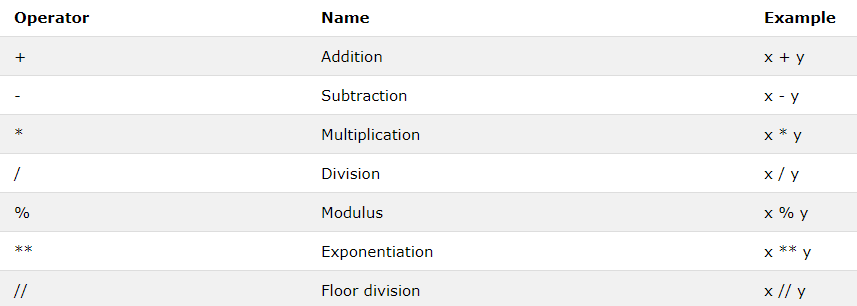 Operator Name Example
+ Addition x + y
- Subtraction x - y
* Multiplication x * y
/ Division x / y
% Modulus x % y
** Exponentiation x ** y
// Floor division x // y